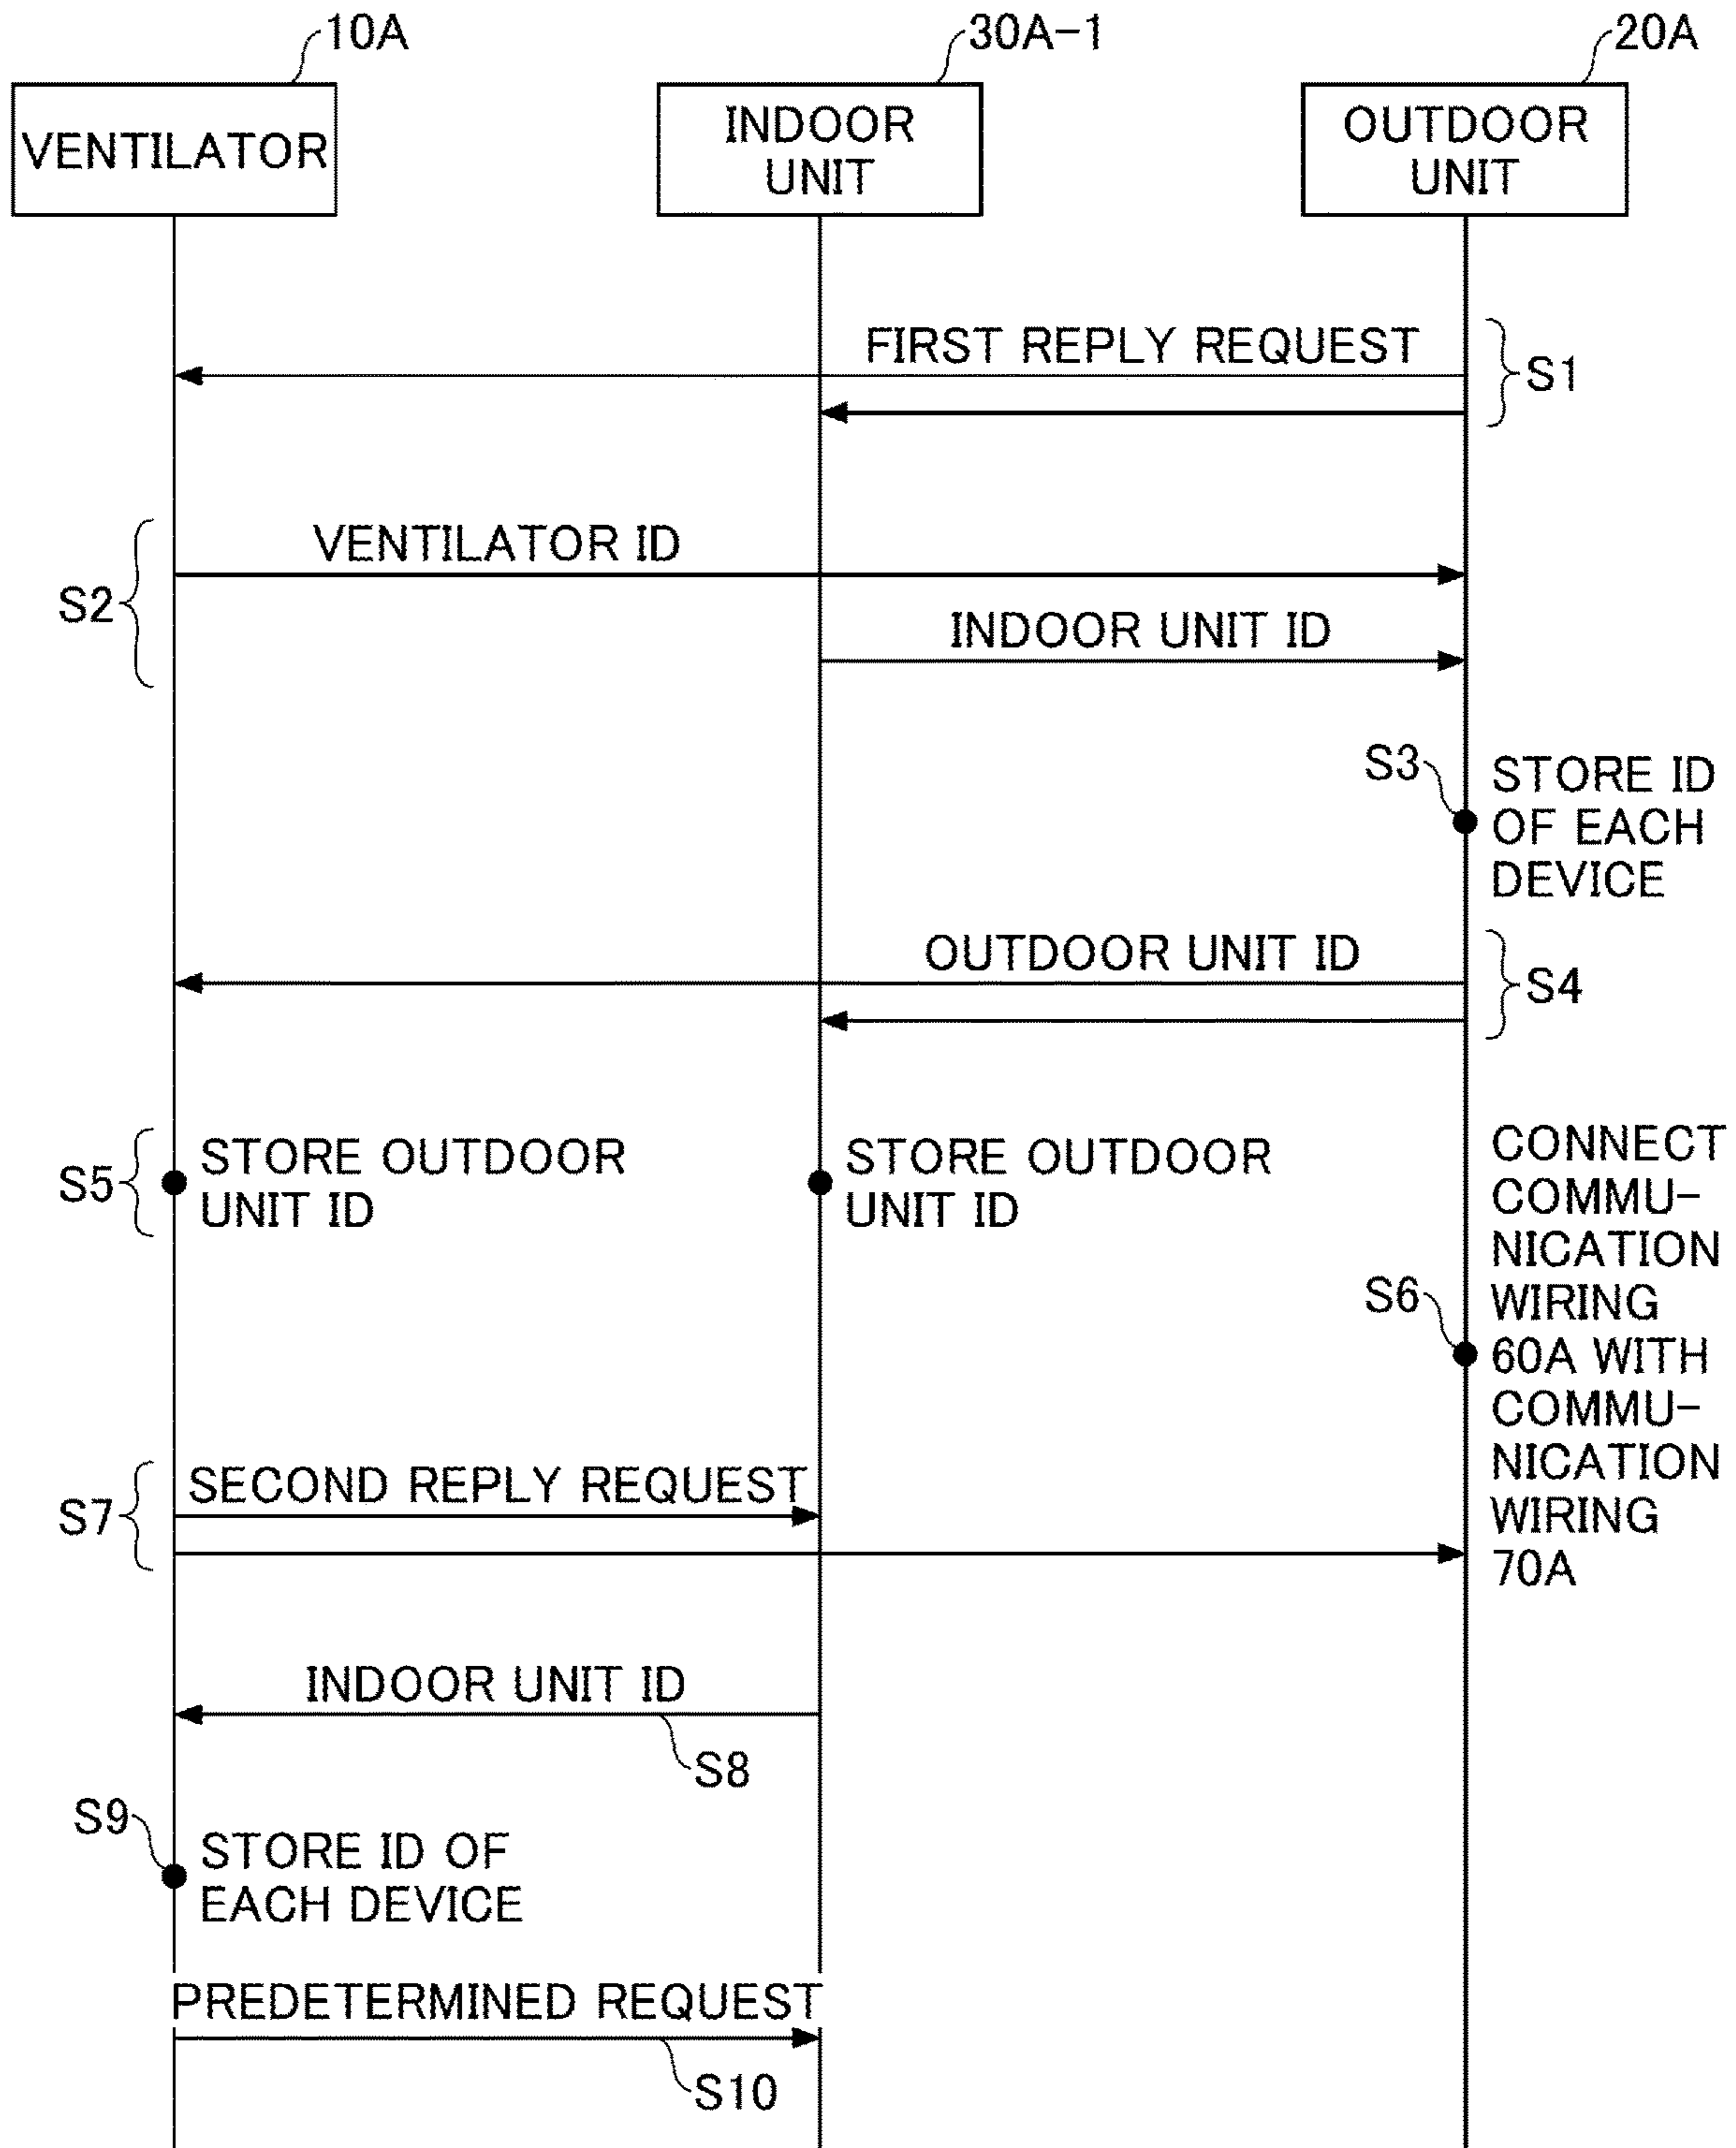 10A
30A-1
20A
VENTILATOR
INDOOR
UNIT
OUTDOOR
UNIT
FIRST REPLY REQUEST
S1
VENTILATOR ID
S2
INDOOR UNIT ID
S3
STORE ID
OF EACH
DEVICE
OUTDOOR UNIT ID
S4
S5
STORE OUTDOOR
UNIT ID
STORE OUTDOOR
UNIT ID
S6
CONNECT
COMMU-
NICATION
WIRING
60A WITH
COMMU-
NICATION
WIRING
70A
SECOND REPLY REQUEST
S7
INDOOR UNIT ID
S8
S9
STORE ID OF
EACH DEVICE
PREDETERMINED REQUEST
S10